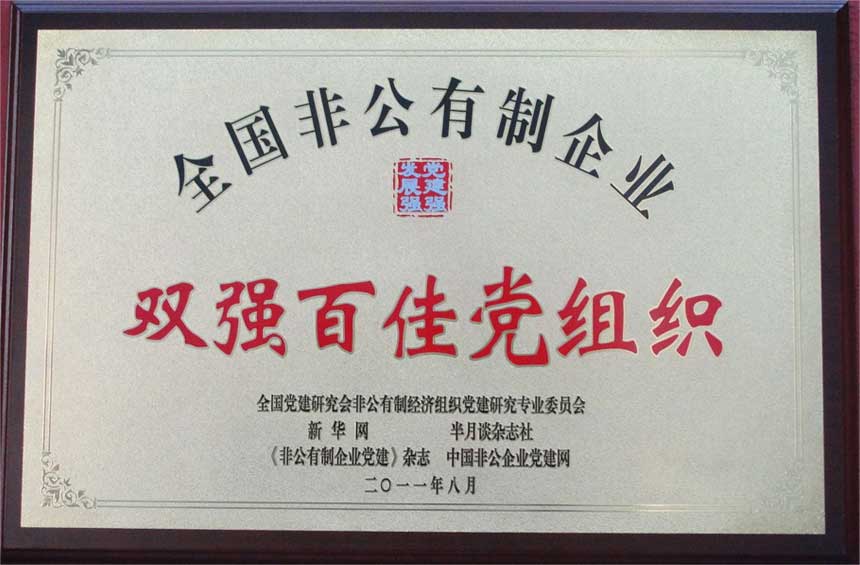 全国非公有制企业
党建强
发展强
双强百佳党组织
全国党建研究会非公有制经济组织党建研究专业委员会
新华网 半月谈杂志社
《非公有制企业党建》杂志 中国非公企业党建网
二〇一一年八月